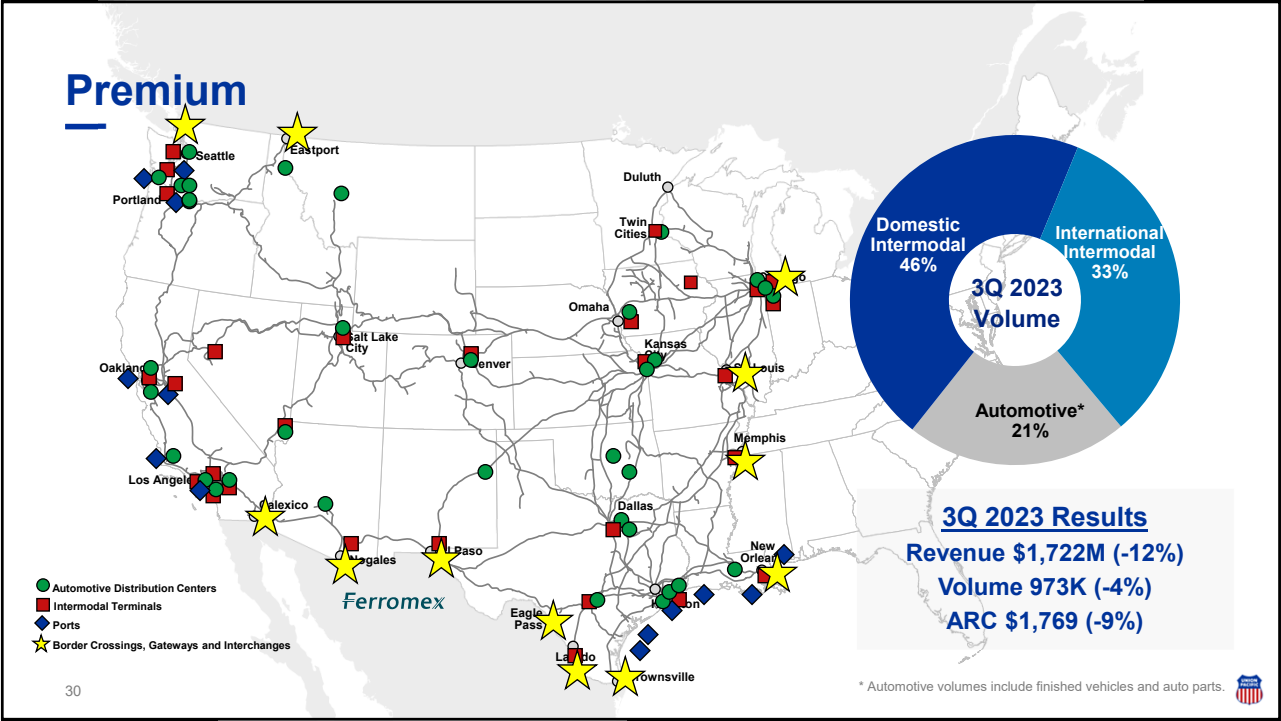 Premium
Eastport
Seattle
Portland
Duluth
Twin
Cities
Omaha
Salt Lake
City
Denver
Kansas
City
St Louis
Oakland
Memphis
Los Angeles
Calexico
Dallas
Nogales
El Paso
New
Orleans
Houston
Eagle
Pass
Laredo
Brownsville
Ferromex
Automotive Distribution Centers
Intermodal Terminals
Ports
Border Crossings, Gateways and Interchanges
Domestic
Intermodal
46%
International
Intermodal
33%
3Q 2023
Volume
Automotive*
21%
3Q 2023 Results
Revenue $1,722M (-12%)
Volume 973K (-4%)
ARC $1,769 (-9%)
30
* Automotive volumes include finished vehicles and auto parts.
UNION
PACIFIC